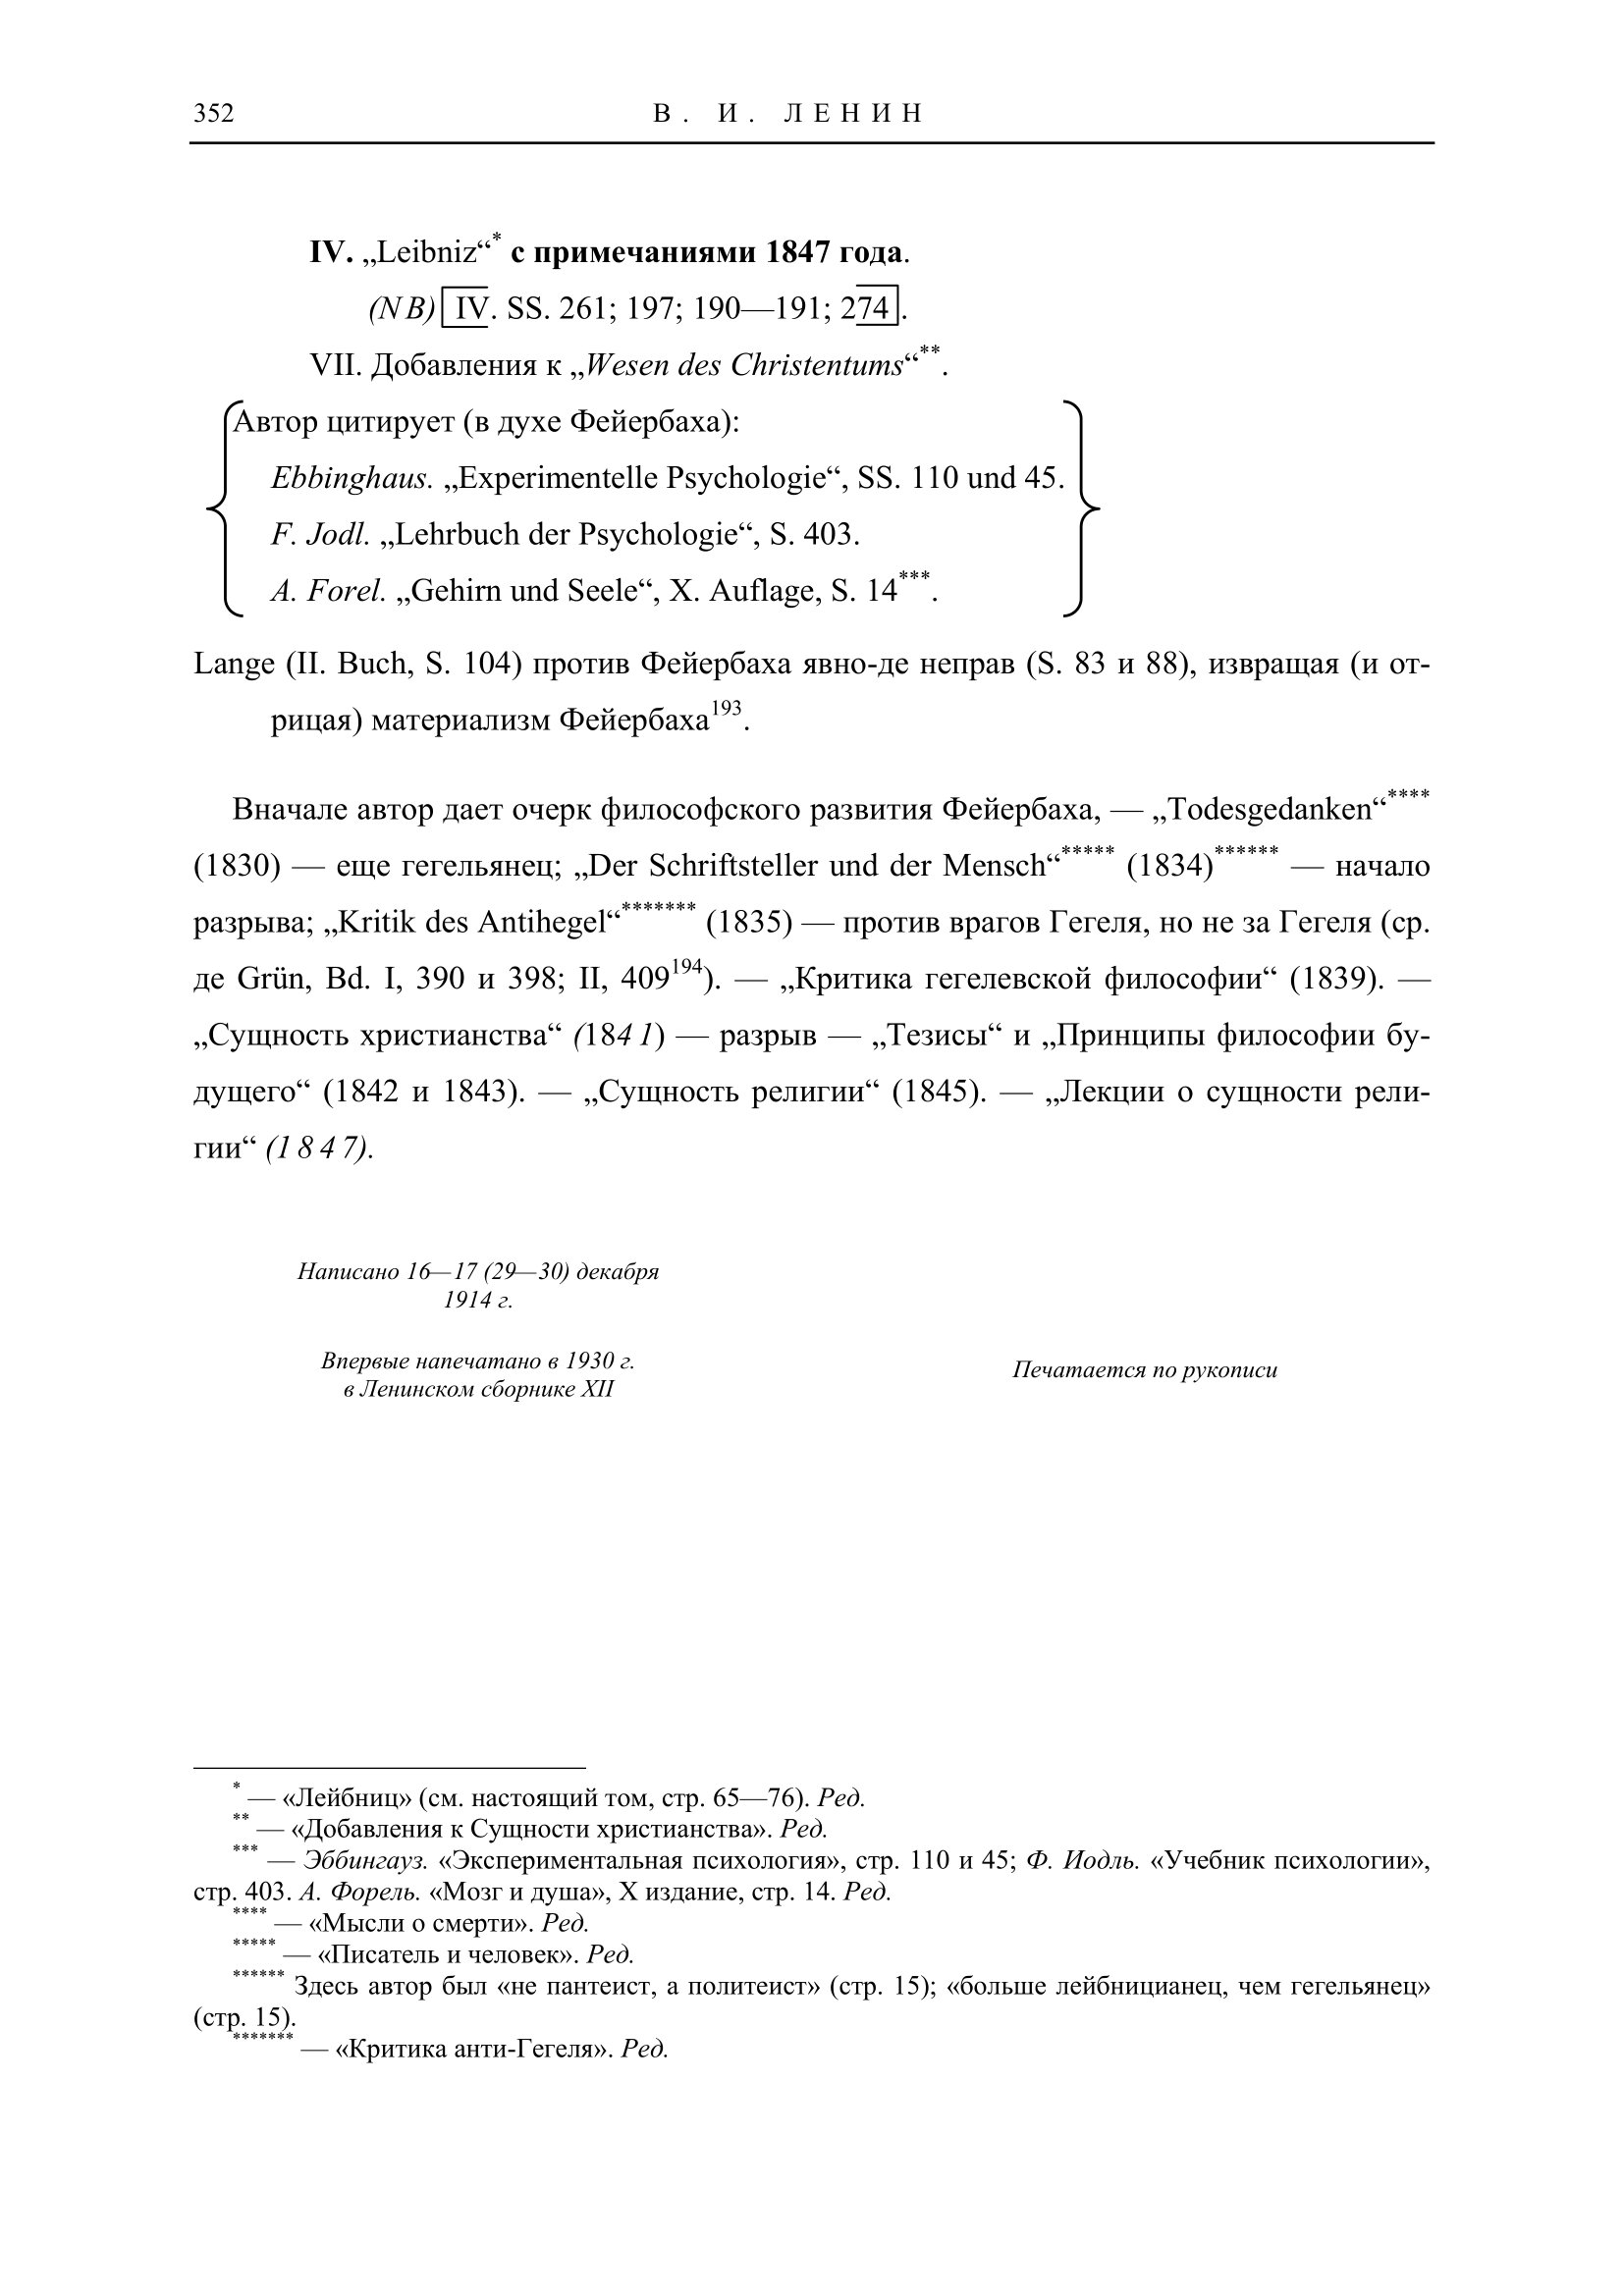 352 В. И. ЛЕНИН
IV. „Leibniz“* с примечаниями 1847 года.
(NB) IV. SS. 261; 197; 190—191; 274.
VII. Добавления к „Wesen des Christentums“**.
Автор цитирует (в духе Фейербаха):
Ebbinghaus. „Experimentelle Psychologie“, SS. 110 und 45.
F. Jodl. „Lehrbuch der Psychologie“, S. 403.
A. Forel. „Gehirn und Seele“, X. Auflage, S. 14***.
Lange (II. Buch, S. 104) против Фейербаха явно-де неправ (S. 83 и 88), извращая (и от-
рицая) материализм Фейербаха193.
Вначале автор дает очерк философского развития Фейербаха, — „Todesgedanken“****
(1830) — еще гегельянец; „Der Schriftsteller und der Mensch“***** (1834)****** — начало
разрыва; „Kritik des Antihegel“******* (1835) — против врагов Гегеля, но не за Гегеля (ср.
де Grün, Bd. I, 390 и 398; II, 409194). — „Критика гегелевской философии“ (1839). —
„Сущность христианства“ (1841) — разрыв — „Тезисы“ и „Принципы философии бу-
дущего“ (1842 и 1843). — „Сущность религии“ (1845). — „Лекции о сущности рели-
гии“ (1847).
Написано 16—17 (29—30) декабря
1914 г.
Впервые напечатано в 1930 г.
в Ленинском сборнике XII
Печатается по рукописи
* — «Лейбниц» (см. настоящий том, стр. 65—76). Ред.
** — «Добавления к Сущности христианства». Ред.
*** — Эббингауз. «Экспериментальная психология», стр. 110 и 45; Ф. Иодль. «Учебник психологии»,
стр. 403. А. Форель. «Мозг и душа», X издание, стр. 14. Ред.
**** — «Мысли о смерти». Ред.
***** — «Писатель и человек». Ред.
****** Здесь автор был «не пантеист, а политеист» (стр. 15); «больше лейбницианец, чем гегельянец»
(стр. 15).
******* — «Критика анти-Гегеля». Ред.